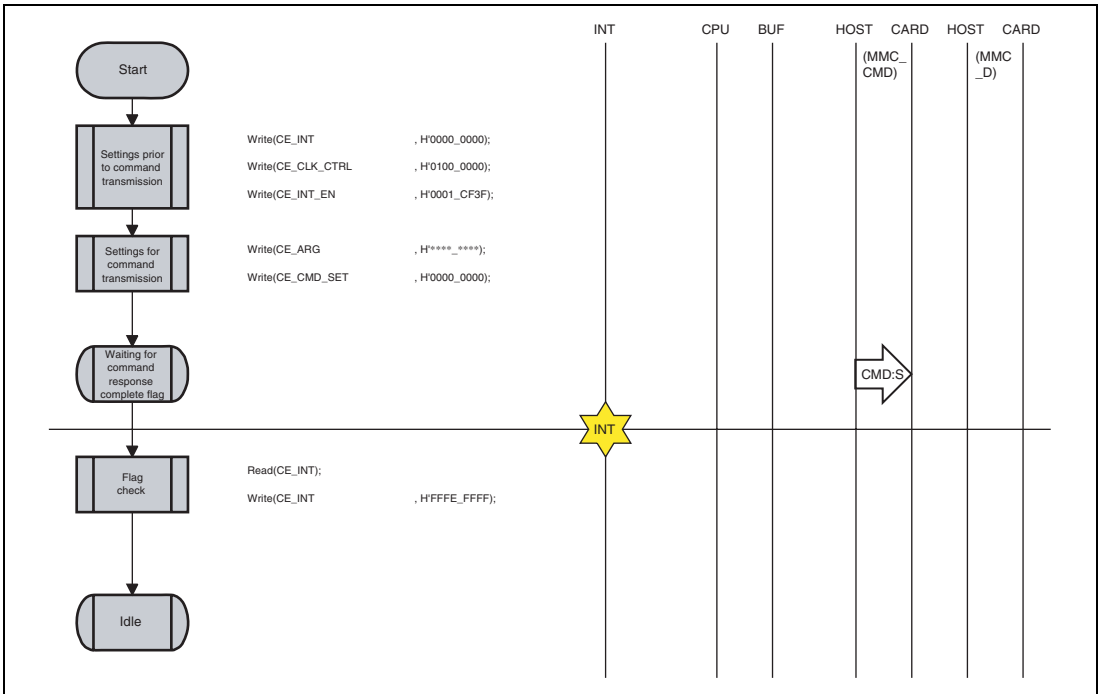 INT CPU BUF HOST CARD HOST CARD
(MMC_
CMD)
(MMC
_D)
Start
Settings prior
to command
transmission
Write(CE_INT , H'0000_0000);
Write(CE_CLK_CTRL , H'0100_0000);
Write(CE_INT_EN , H'0001_CF3F);
Settings for
command
transmission
Write(CE_ARG , H'****_****);
Write(CE_CMD_SET , H'0000_0000);
Waiting for
command
response
complete flag
CMD:S
INT
Flag
check
Read(CE_INT);
Write(CE_INT , H'FFFE_FFFF);
Idle